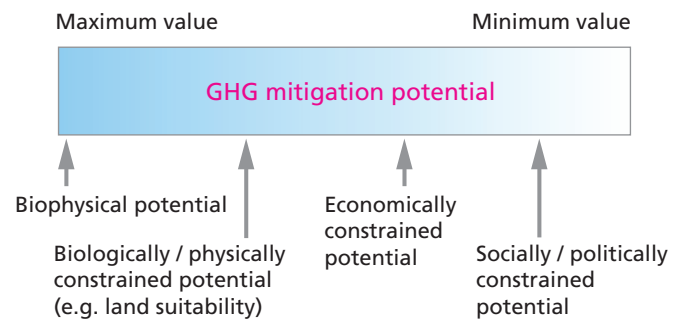 Maximum value
Minimum value
GHG mitigation potential
Biophysical potential
Biologically / physically
constrained potential
(e.g. land suitability)
Economically
constrained
potential
Socially / politically
constrained
potential